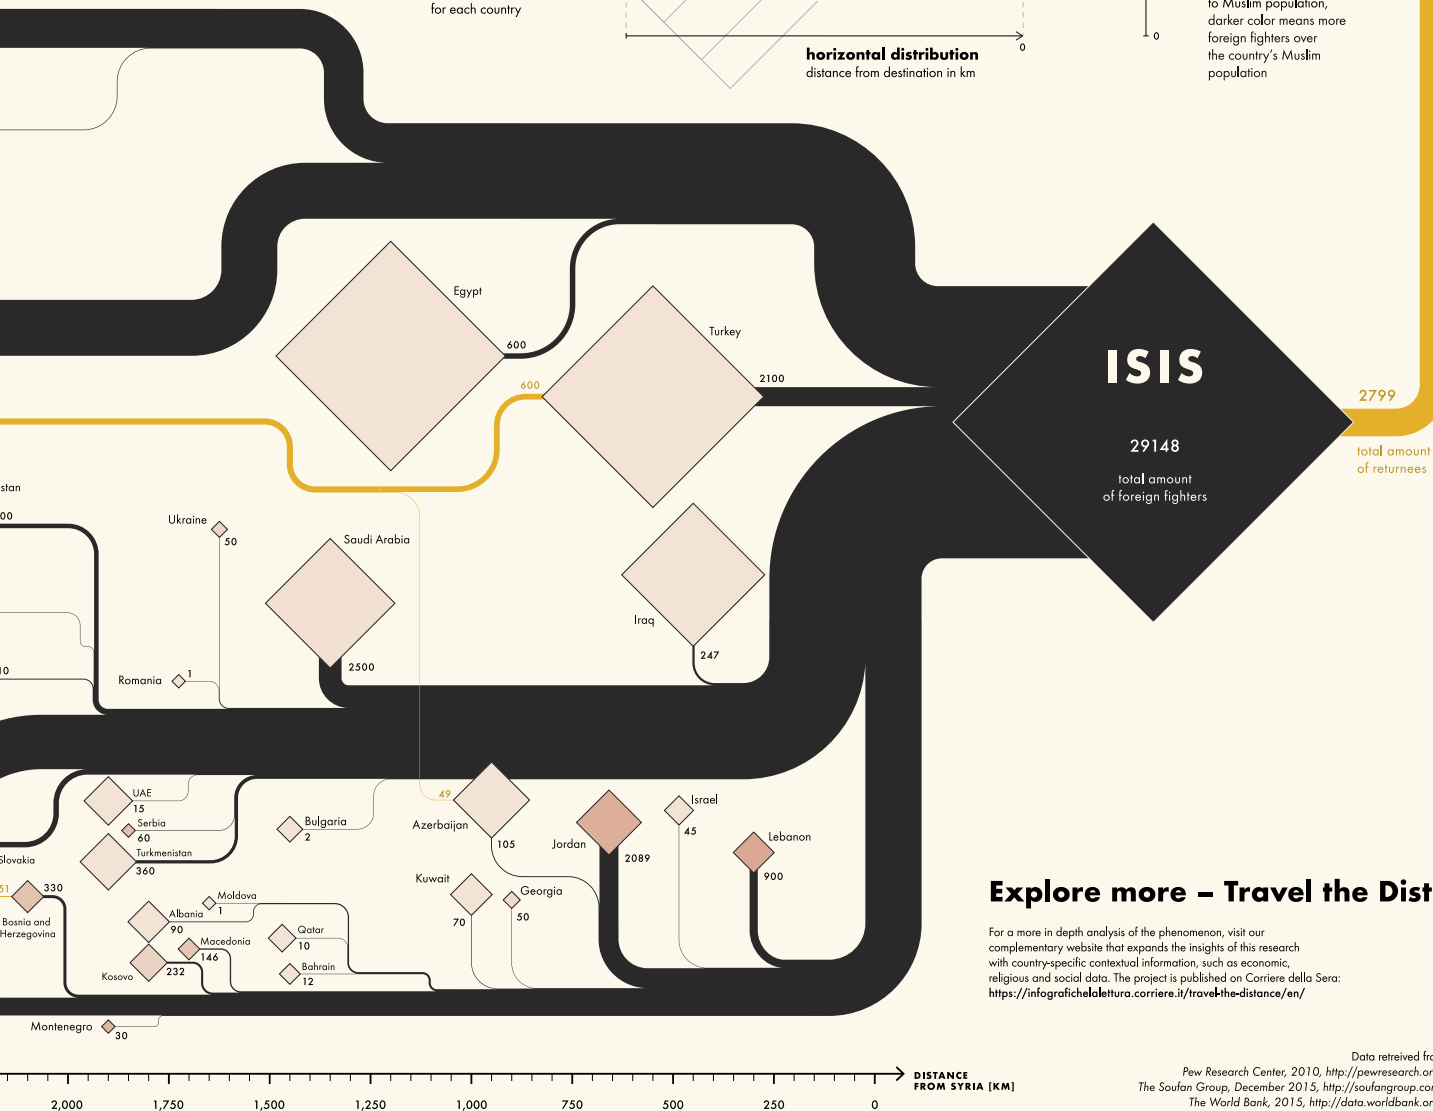 for each country
horizontal distribution
distance from destination in km
0
0
to Muslim population,
darker color means more
foreign fighters over
the country's Muslim
population
Egypt
600
Turkey
2100
600
ISIS
29148
total amount
of foreign fighters
2799
total amount
of returnees
stan
00
Ukraine
50
Saudi Arabia
2500
Iraq
247
10
Romania
1
UAE
15
Serbia
60
Turkmenistan
360
Slovakia
Bulgaria
2
49
Azerbaijan
105
Jordan
2089
Israel
45
Lebanon
900
51
330
Bosnia and
Herzegovina
Moldova
1
Albania
90
Macedonia
146
Kosovo
232
Qatar
10
Bahrain
12
Kuwait
70
Georgia
50
Montenegro
30
Explore more – Travel the Dist
For a more in depth analysis of the phenomenon, visit our
complementary website that expands the insights of this research
with country-specific contextual information, such as economic,
religious and social data. The project is published on Corriere della Sera:
https://infografichelalettura.corriere.it/travel-the-distance/en/
Data retreived fro
Pew Research Center, 2010, http://pewresearch.or
The Soufan Group, December 2015, http://soufangroup.co
The World Bank, 2015, http://data.worldbank.or
DISTANCE
FROM SYRIA [KM]
2,000 1,750 1,500 1,250 1,000 750 500 250 0